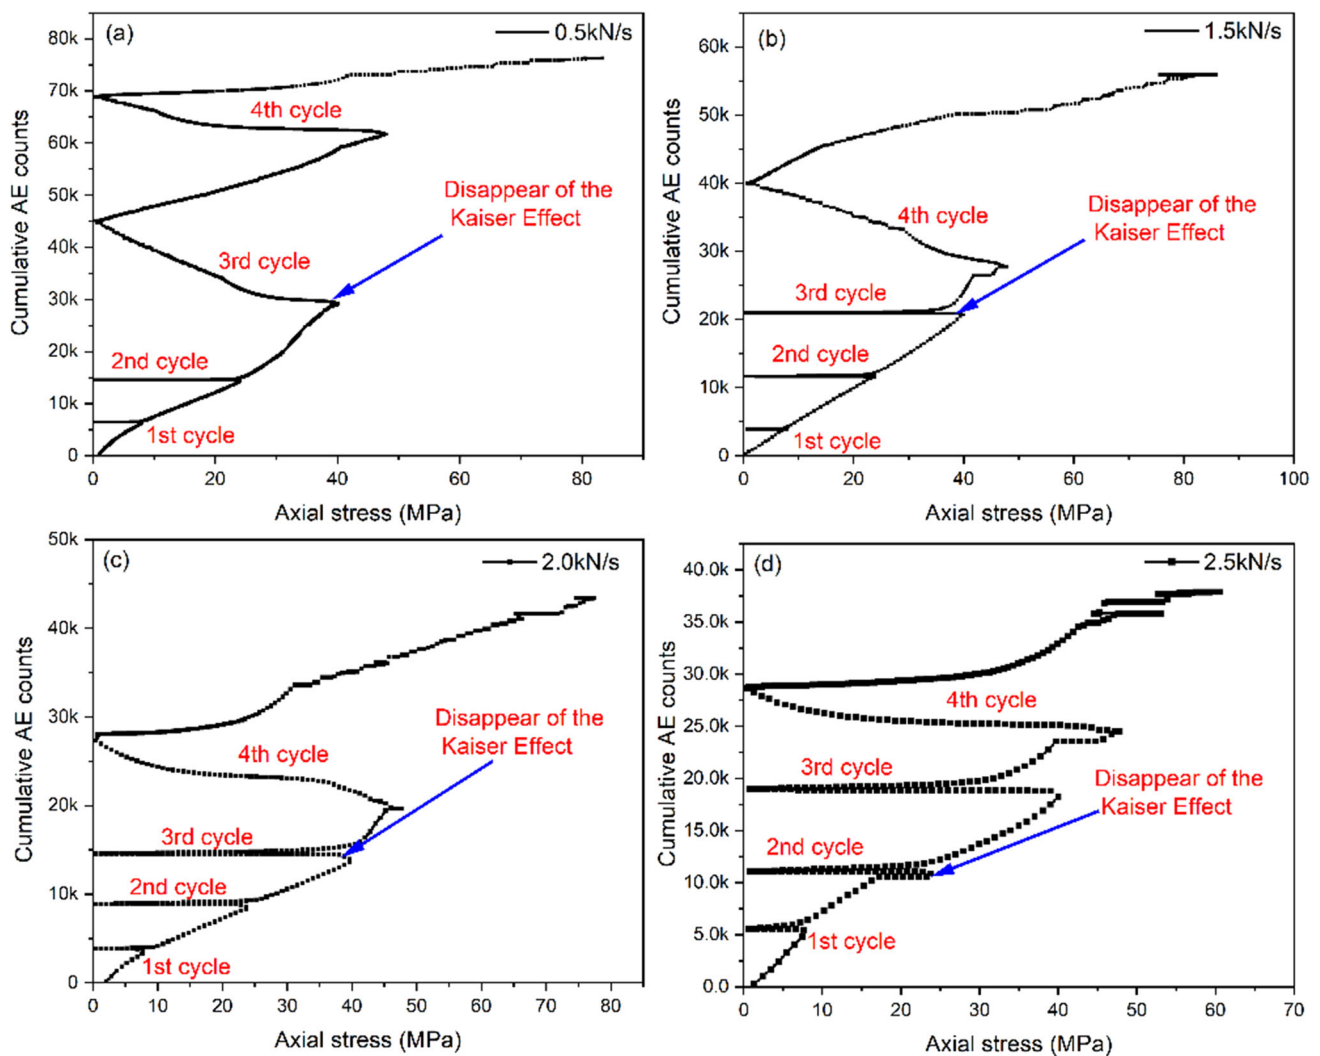 (a)
0.5kN/s
80k
70k
60k
50k
40k
30k
20k
10k
0
Cumulative AE counts
4th cycle
Disappear of the
Kaiser Effect
3rd cycle
2nd cycle
1st cycle
0 20 40 60 80
Axial stress (MPa)
(b)
1.5kN/s
60k
50k
40k
30k
20k
10k
0
Cumulative AE counts
4th cycle
Disappear of the
Kaiser Effect
3rd cycle
2nd cycle
1st cycle
0 20 40 60 80 100
Axial stress (MPa)
(c)
2.0kN/s
50k
40k
30k
20k
10k
0
Cumulative AE counts
Disappear of the
Kaiser Effect
4th cycle
3rd cycle
2nd cycle
1st cycle
0 10 20 30 40 50 60 70 80
Axial stress (MPa)
(d)
2.5kN/s
40.0k
35.0k
30.0k
25.0k
20.0k
15.0k
10.0k
5.0k
0.0
Cumulative AE counts
4th cycle
3rd cycle
Disappear of the
Kaiser Effect
2nd cycle
1st cycle
0 10 20 30 40 50 60 70
Axial stress (MPa)